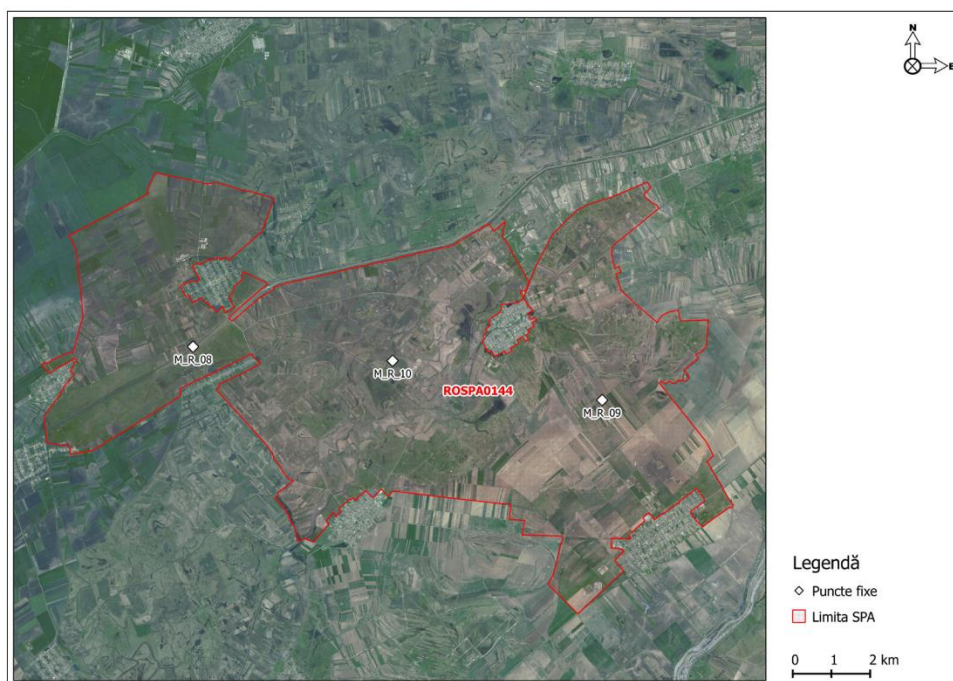 N
E
M_R_08
M_R_10
ROSPA0144
M_R_09
Legendă
Puncte fixe
Limita SPA
0 1 2 km